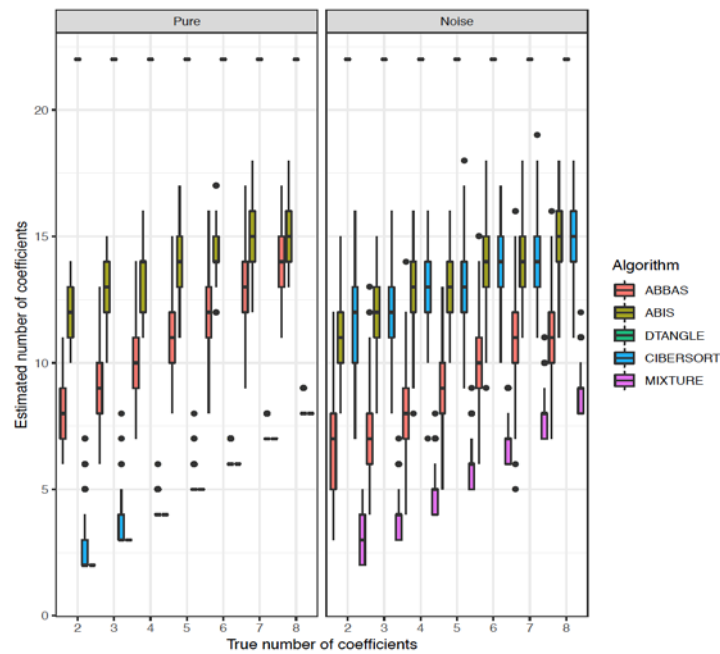 Pure
Noise
Estimated number of coefficients
20
15
10
5
0
2 3 4 5 6 7 8
2 3 4 5 6 7 8
True number of coefficients
Algorithm
ABBAS
ABIS
DTANGLE
CIBERSORT
MIXTURE